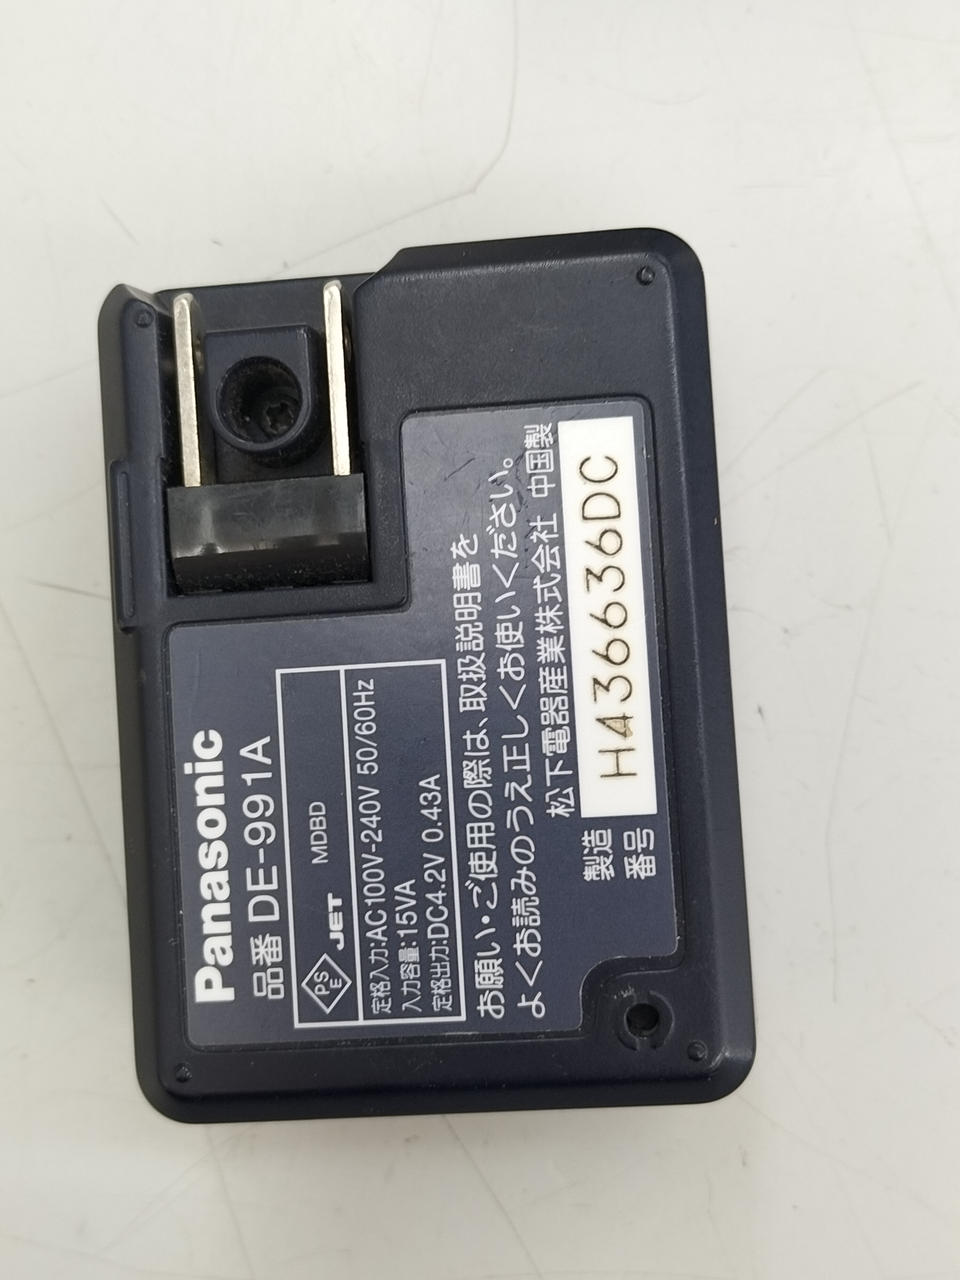 Panasonic
品番 DE-991A
PS
E
JET
MDBD
定格入力:AC100V-240V 50/60Hz
入力容量:15VA
定格出力:DC4.2V 0.43A
お願い・ご使用の際は、取扱説明書を
よくお読みのうえ正しくお使いください。
松下電器産業株式会社 中国製
製造
番号
H436636DC